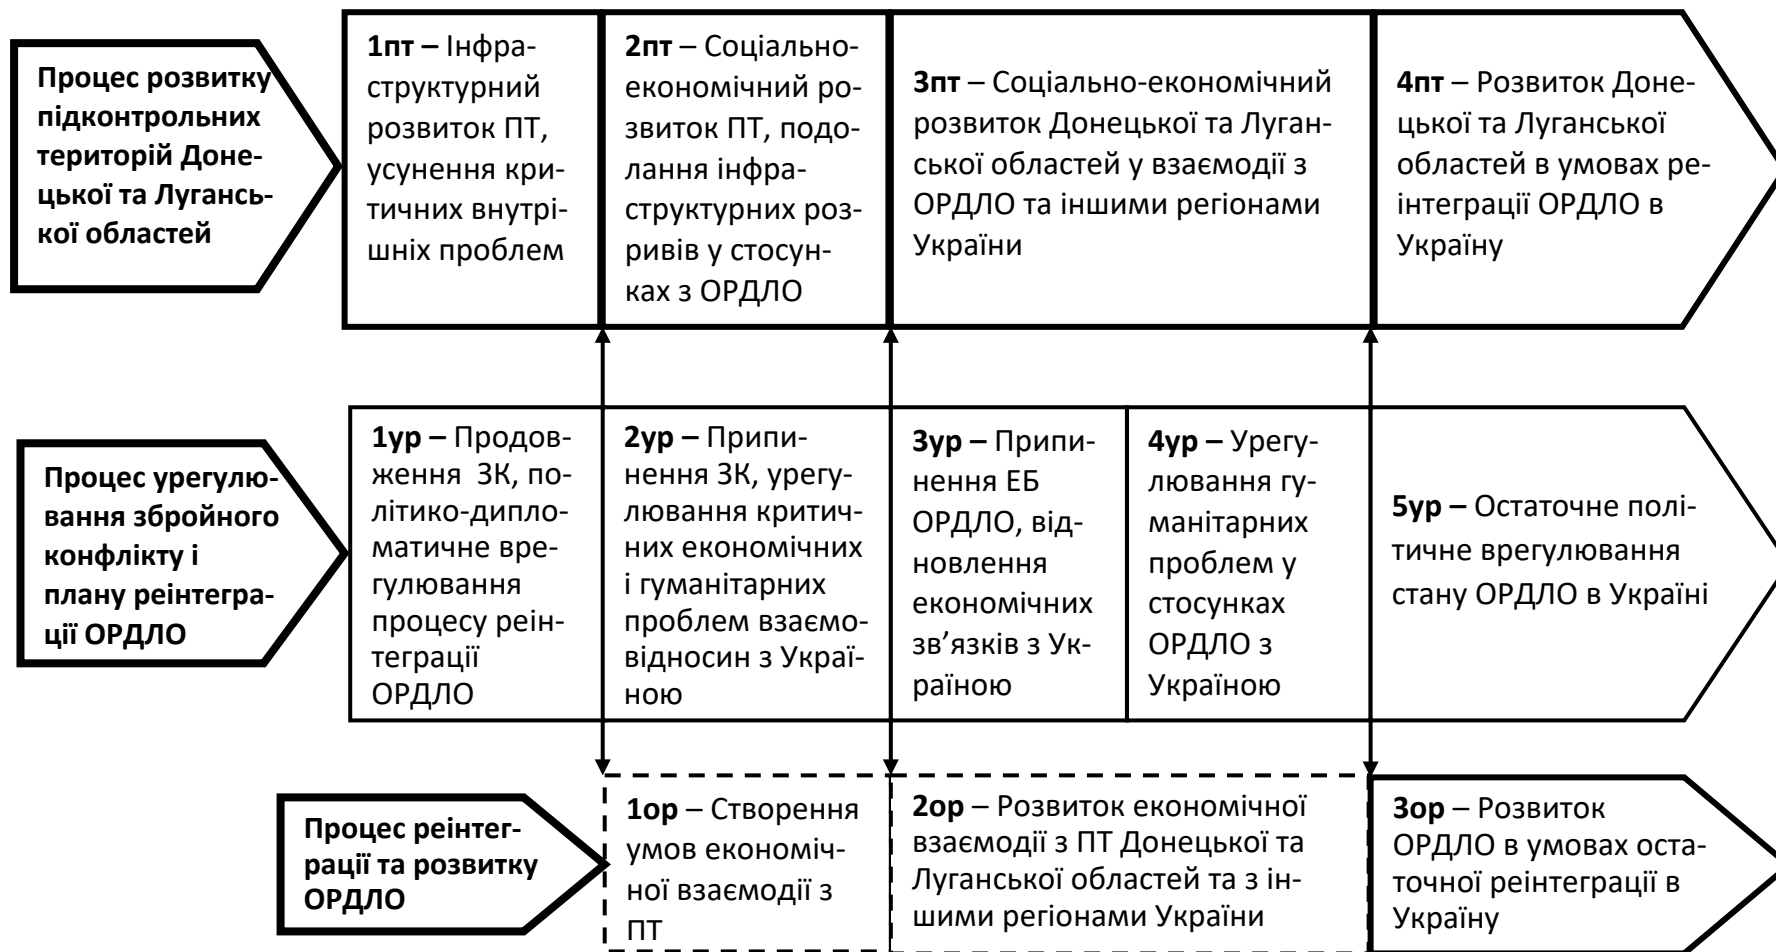 Процес розвитку
підконтрольних
територій Доне-
цької та Лугансь-
кої областей
1пт – Інфра-
структурний
розвиток ПТ,
усунення кри-
тичних внутрі-
шніх проблем
2пт – Соціально-
економічний ро-
звиток ПТ, подо-
лання інфра-
структурних роз-
ривів у стосун-
ках з ОРДЛО
3пт – Соціально-економічний
розвиток Донецької та Луган-
ської областей у взаємодії з
ОРДЛО та іншими регіонами
України
4пт – Розвиток Доне-
цької та Луганської
областей в умовах ре-
інтеграції ОРДЛО в
Україну
Процес урегулю-
вання збройного
конфлікту і
плану реінтегра-
ції ОРДЛО
1ур – Продов-
ження ЗК, по-
літико-дипло-
матичне вре-
гулювання
процесу реін-
теграції
ОРДЛО
2ур – Припи-
нення ЗК, урегу-
лювання критич-
них економічних
і гуманітарних
проблем взаємо-
відносин з Украї-
ною
3ур – Припи-
нення ЕБ
ОРДЛО, від-
новлення
економічних
зв’язків з Ук-
раїною
4ур – Урегу-
лювання гу-
манітарних
проблем у
стосунках
ОРДЛО з
Україною
5ур – Остаточне полі-
тичне врегулювання
стану ОРДЛО в Україні
Процес реінтег-
рації та розвитку
ОРДЛО
1ор – Створення
умов економіч-
ної взаємодії з
ПТ
2ор – Розвиток економічної
взаємодії з ПТ Донецької та
Луганської областей та з ін-
шими регіонами України
3ор – Розвиток
ОРДЛО в умовах оста-
точної реінтеграції в
Україну